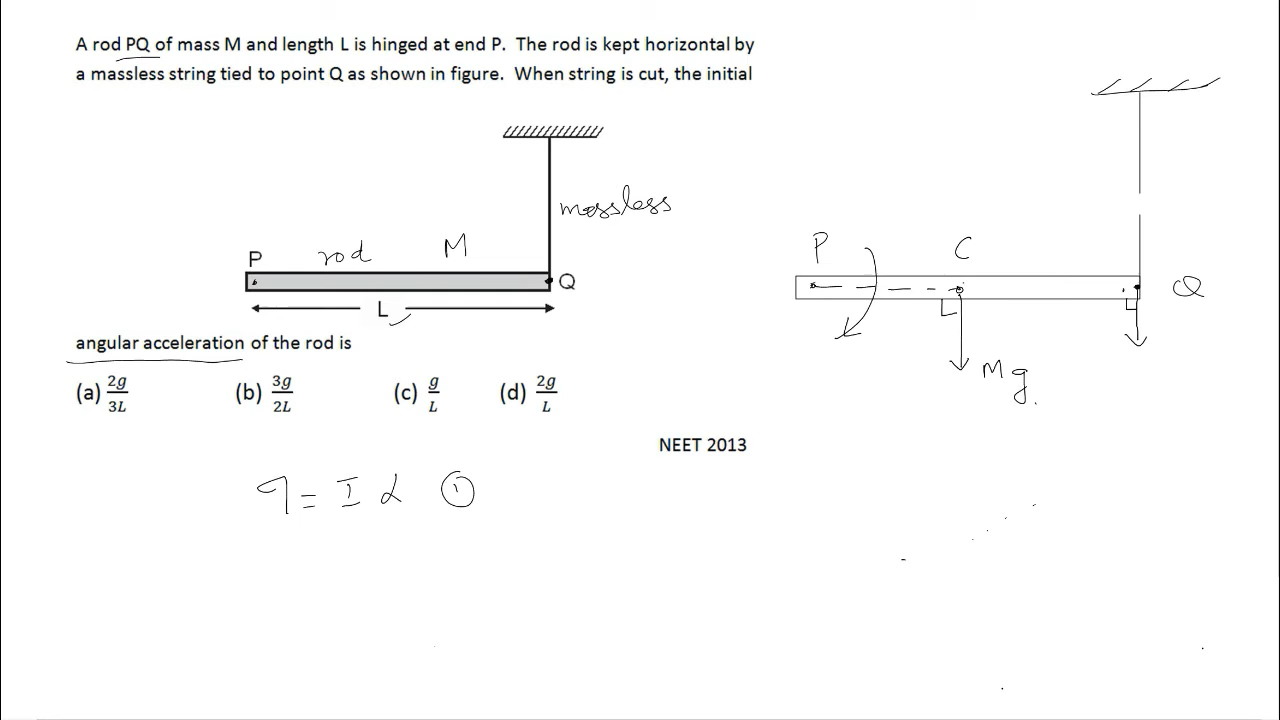 A rod PQ of mass M and length L is hinged at end P. The rod is kept horizontal by
a massless string tied to point Q as shown in figure. When string is cut, the initial
massless
P rod M
Q
L
P C
Q
Mg.
angular acceleration of the rod is
(a) 2g/3L (b) 3g/2L (c) g/L (d) 2g/L
NEET 2013
τ = I α ①